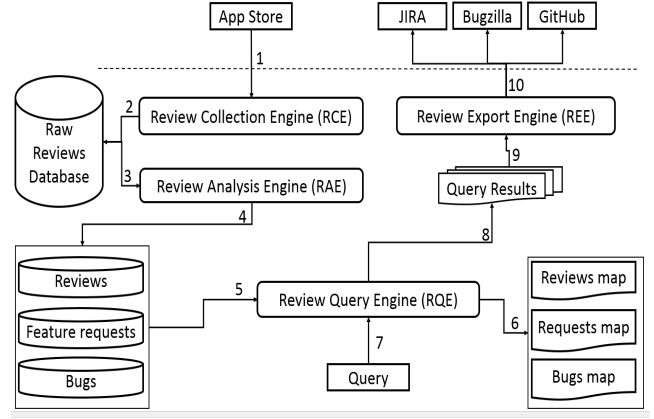 App Store
JIRA
Bugzilla
GitHub
1
10
Raw
Reviews
Database
2
Review Collection Engine (RCE)
Review Export Engine (REE)
9
3
Review Analysis Engine (RAE)
Query Results
4
8
Reviews
Feature requests
Bugs
5
Review Query Engine (RQE)
6
7
Query
Reviews map
Requests map
Bugs map